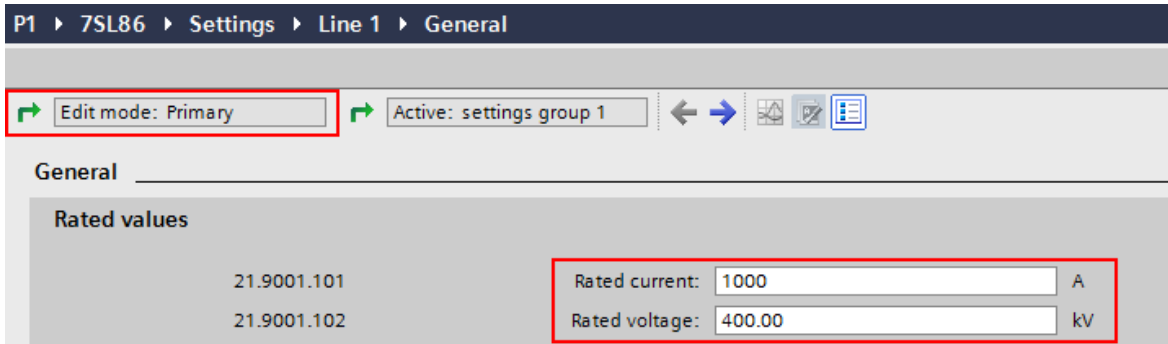 P1 ▸ 7SL86 ▸ Settings ▸ Line 1 ▸ General
Edit mode: Primary Active: settings group 1
General
Rated values
21.9001.101 Rated current: 1000 A
21.9001.102 Rated voltage: 400.00 kV